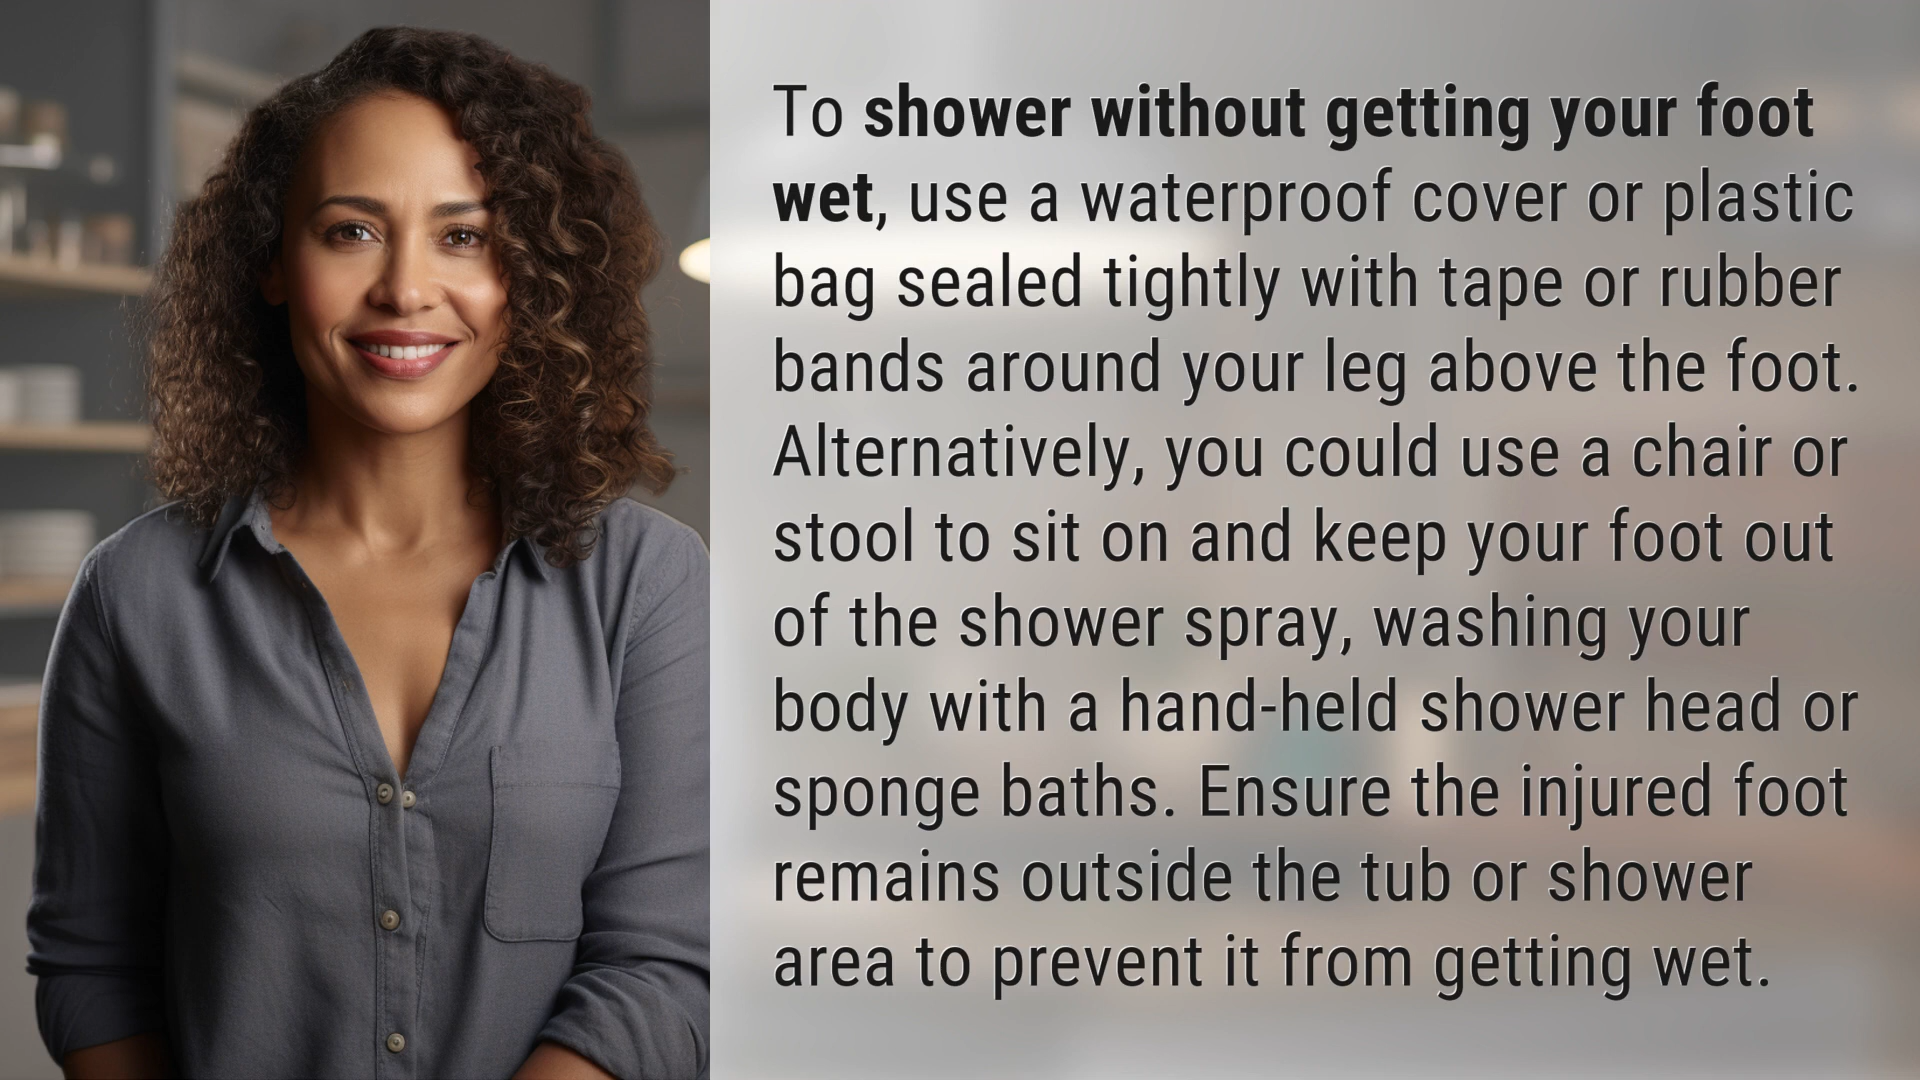 To shower without getting your foot
wet, use a waterproof cover or plastic
bag sealed tightly with tape or rubber
bands around your leg above the foot.
Alternatively, you could use a chair or
stool to sit on and keep your foot out
of the shower spray, washing your
body with a hand-held shower head or
sponge baths. Ensure the injured foot
remains outside the tub or shower
area to prevent it from getting wet.